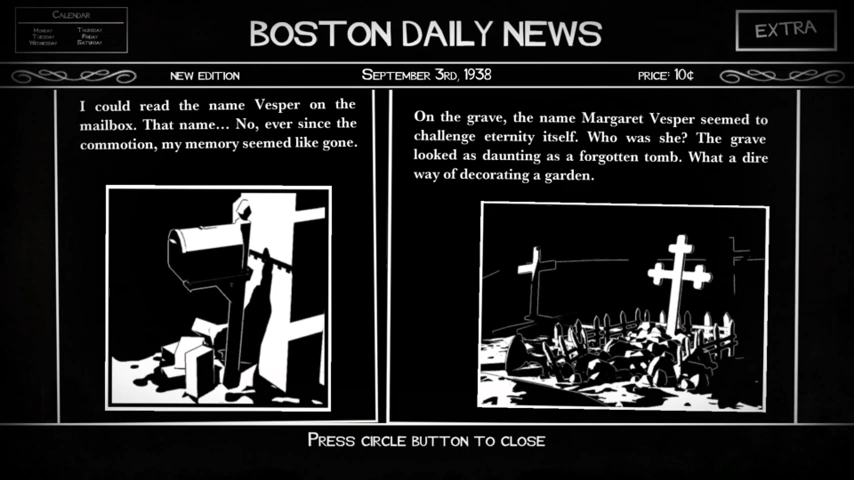 Calendar
Monday Thursday
Tuesday Friday
Wednesday Saturday
Boston Daily News
EXTRA
New Edition
September 3rd, 1938
Price: 10¢
I could read the name Vesper on the
mailbox. That name... No, ever since the
commotion, my memory seemed like gone.
On the grave, the name Margaret Vesper seemed to
challenge eternity itself. Who was she? The grave
looked as daunting as a forgotten tomb. What a dire
way of decorating a garden.
Press circle button to close